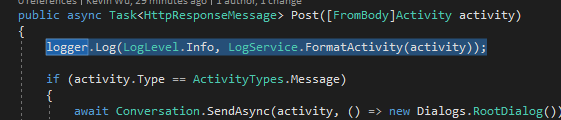 0 references | Kevin Wu, 29 minutes ago | 1 author, 1 change
public async Task<HttpResponseMessage> Post([FromBody]Activity activity)
{
logger.Log(LogLevel.Info, LogService.FormatActivity(activity));
if (activity.Type == ActivityTypes.Message)
{
await Conversation.SendAsync(activity, () => new Dialogs.RootDialog())